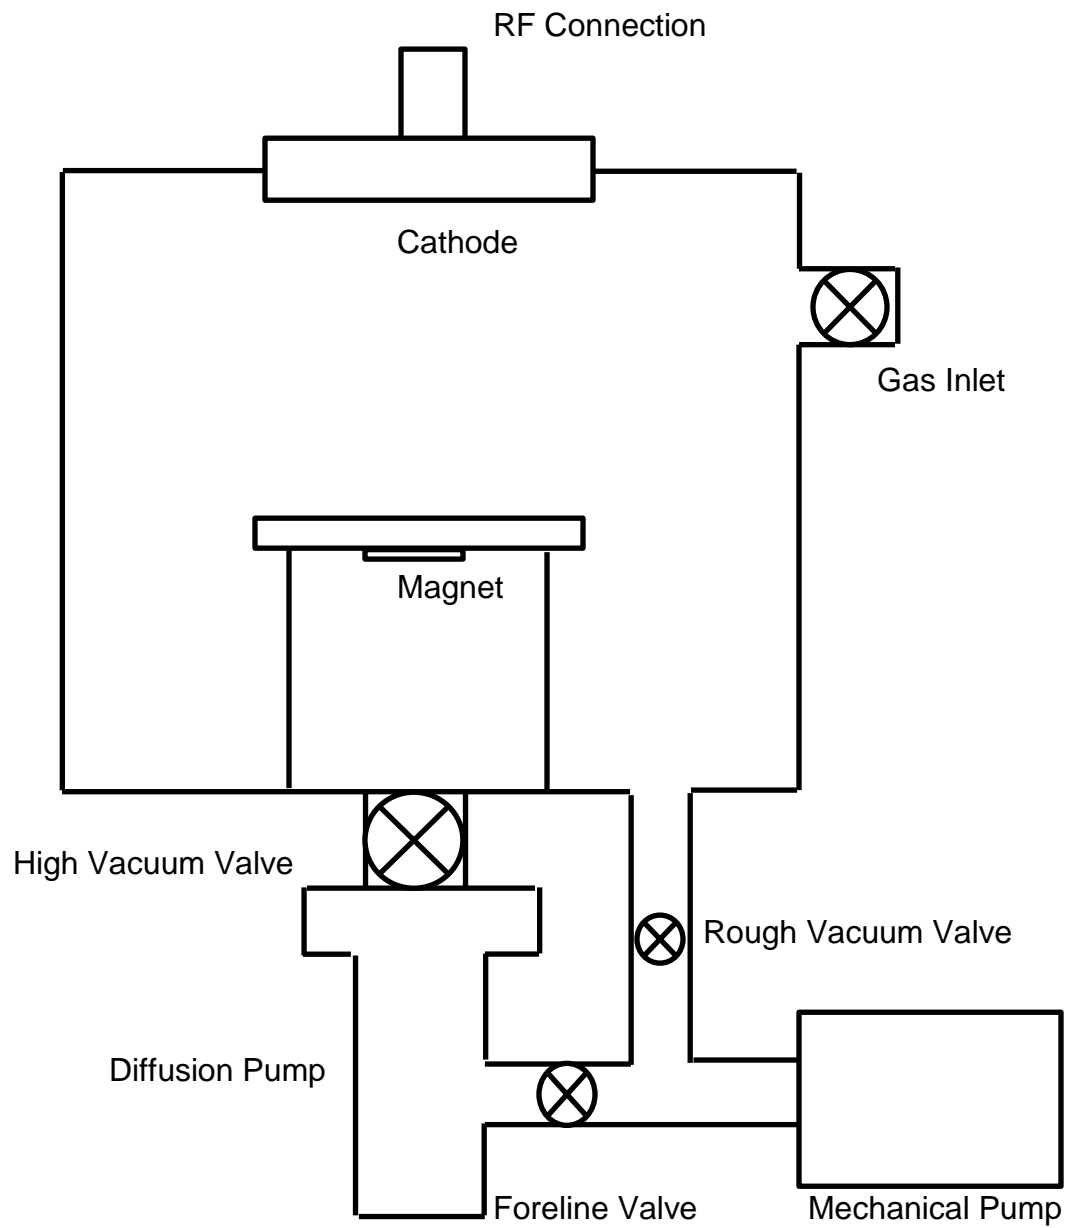 RF Connection
Cathode
Gas Inlet
Magnet
High Vacuum Valve
Rough Vacuum Valve
Diffusion Pump
Foreline Valve
Mechanical Pump